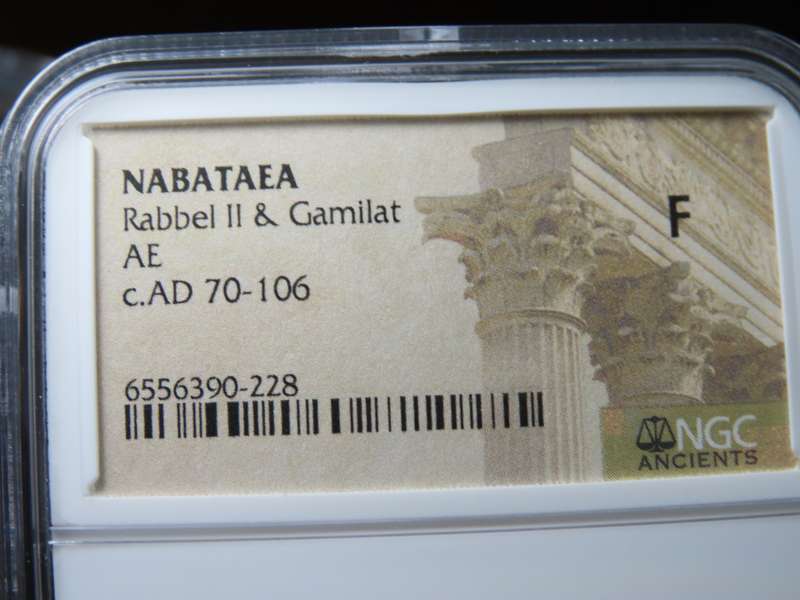 NABATAEA
Rabbel II & Gamilat
AE
c.AD 70-106
F
6556390-228
NGC
ANCIENTS